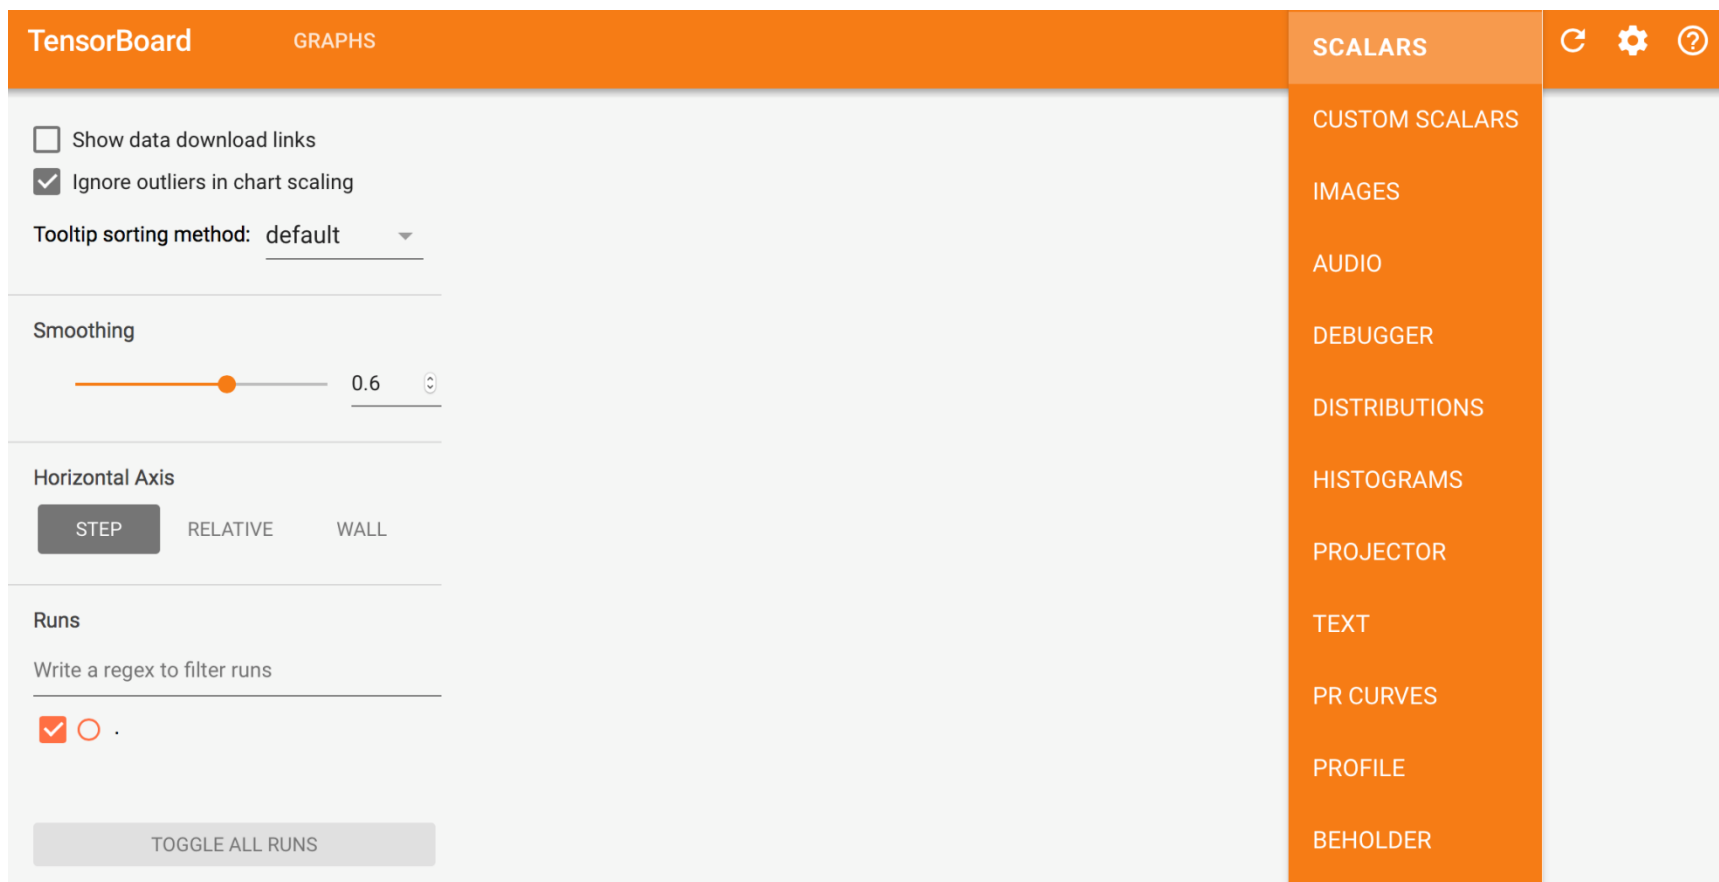 TensorBoard GRAPHS
SCALARS
CUSTOM SCALARS
IMAGES
AUDIO
DEBUGGER
DISTRIBUTIONS
HISTOGRAMS
PROJECTOR
TEXT
PR CURVES
PROFILE
BEHOLDER
Show data download links
Ignore outliers in chart scaling
Tooltip sorting method: default
Smoothing
0.6
Horizontal Axis
STEP RELATIVE WALL
Runs
Write a regex to filter runs
.
TOGGLE ALL RUNS